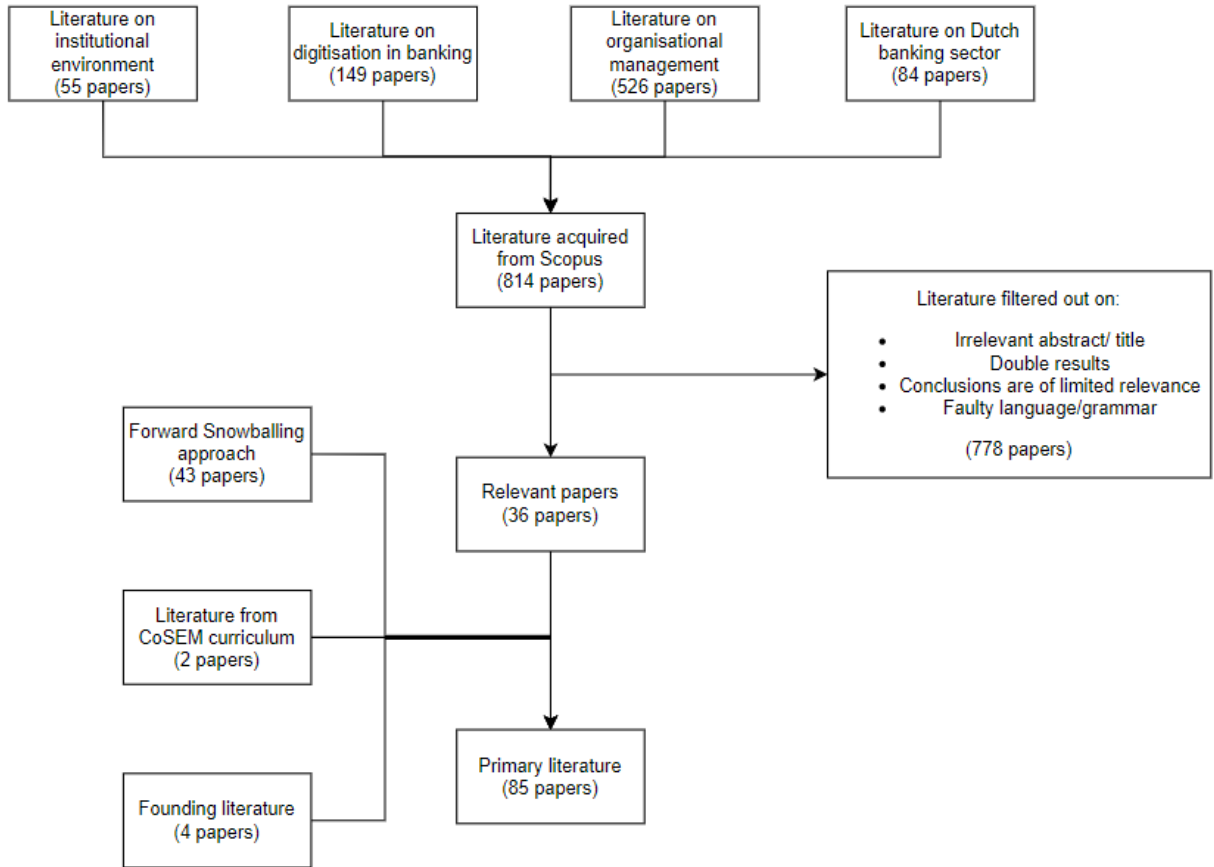 Literature on
institutional
environment
(55 papers)
Literature on
digitisation in banking
(149 papers)
Literature on
organisational
management
(526 papers)
Literature on Dutch
banking sector
(84 papers)
Literature acquired
from Scopus
(814 papers)
Literature filtered out on:
• Irrelevant abstract/ title
• Double results
• Conclusions are of limited relevance
• Faulty language/grammar
(778 papers)
Forward Snowballing
approach
(43 papers)
Relevant papers
(36 papers)
Literature from
CoSEM curriculum
(2 papers)
Primary literature
(85 papers)
Founding literature
(4 papers)